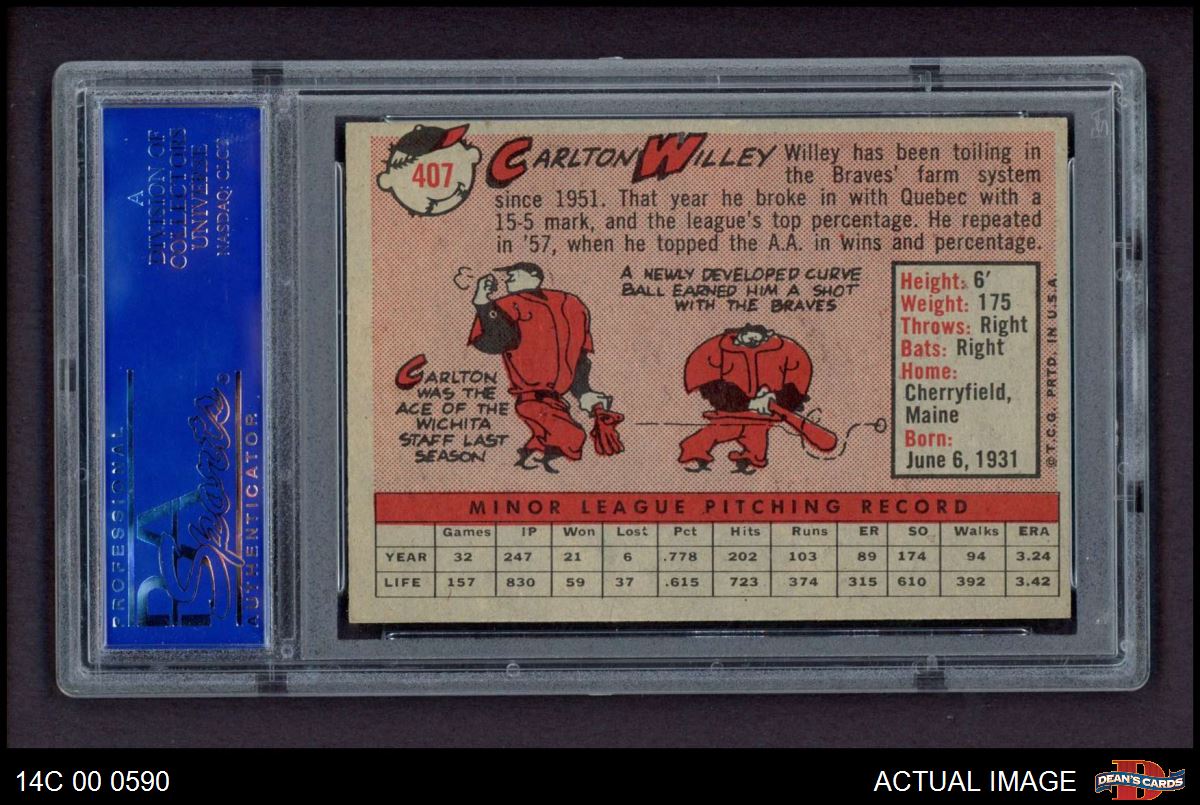 A
DIVISION OF
COLLECTORS
UNIVERSE
NASDAQ: CLCT
PROFESSIONAL
PSA
Sports
AUTHENTICATOR
407
CARLTON WILLEY
Willey has been toiling in
the Braves' farm system
since 1951. That year he broke in with Quebec with a
15-5 mark, and the league's top percentage. He repeated
in '57, when he topped the A.A. in wins and percentage.
A NEWLY DEVELOPED CURVE
BALL EARNED HIM A SHOT
WITH THE BRAVES
CARLTON
WAS THE
ACE OF THE
WICHITA
STAFF LAST
SEASON
Height: 6'
Weight: 175
Throws: Right
Bats: Right
Home:
Cherryfield,
Maine
Born:
June 6, 1931
© T.C.G. PRTD. IN U.S.A.
MINOR LEAGUE PITCHING RECORD
Games IP Won Lost Pct Hits Runs ER SO Walks ERA
YEAR 32 247 21 6 .778 202 103 89 174 94 3.24
LIFE 157 830 59 37 .615 723 374 315 610 392 3.42
14C 00 0590
ACTUAL IMAGE
DEAN'S CARDS